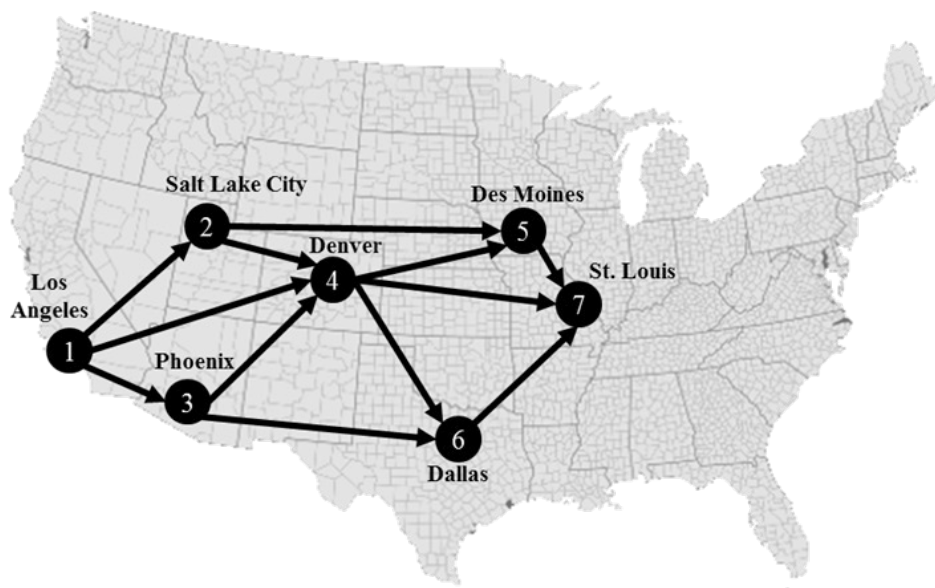 Salt Lake City
2
Des Moines
5
Denver
4
St. Louis
7
Los
Angeles
1
Phoenix
3
6
Dallas